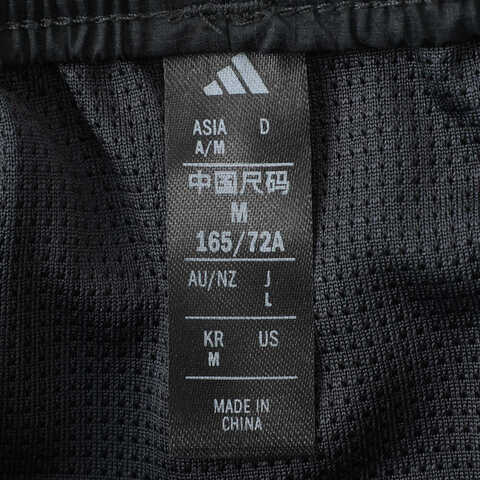 ASIA D
A/M
中国尺码
M
165/72A
AU/NZ J
L
KR US
M
MADE IN
CHINA